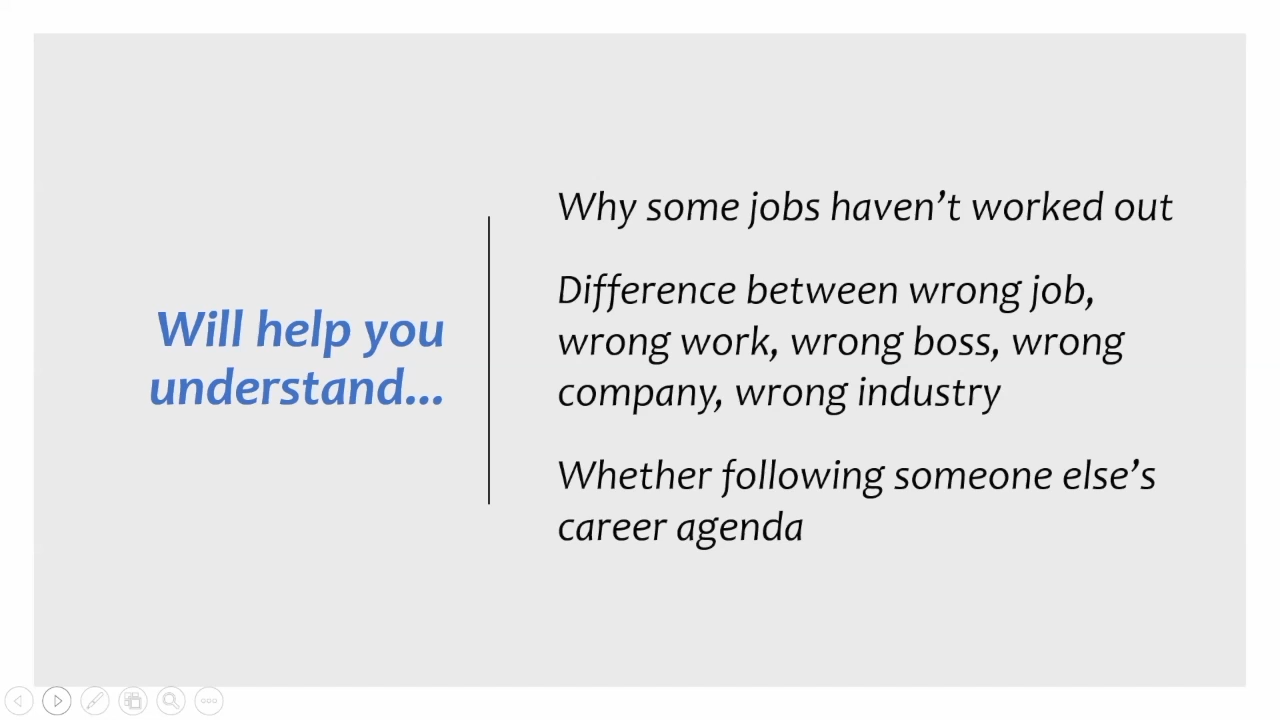 Will help you
understand...
Why some jobs haven’t worked out
Difference between wrong job,
wrong work, wrong boss, wrong
company, wrong industry
Whether following someone else’s
career agenda